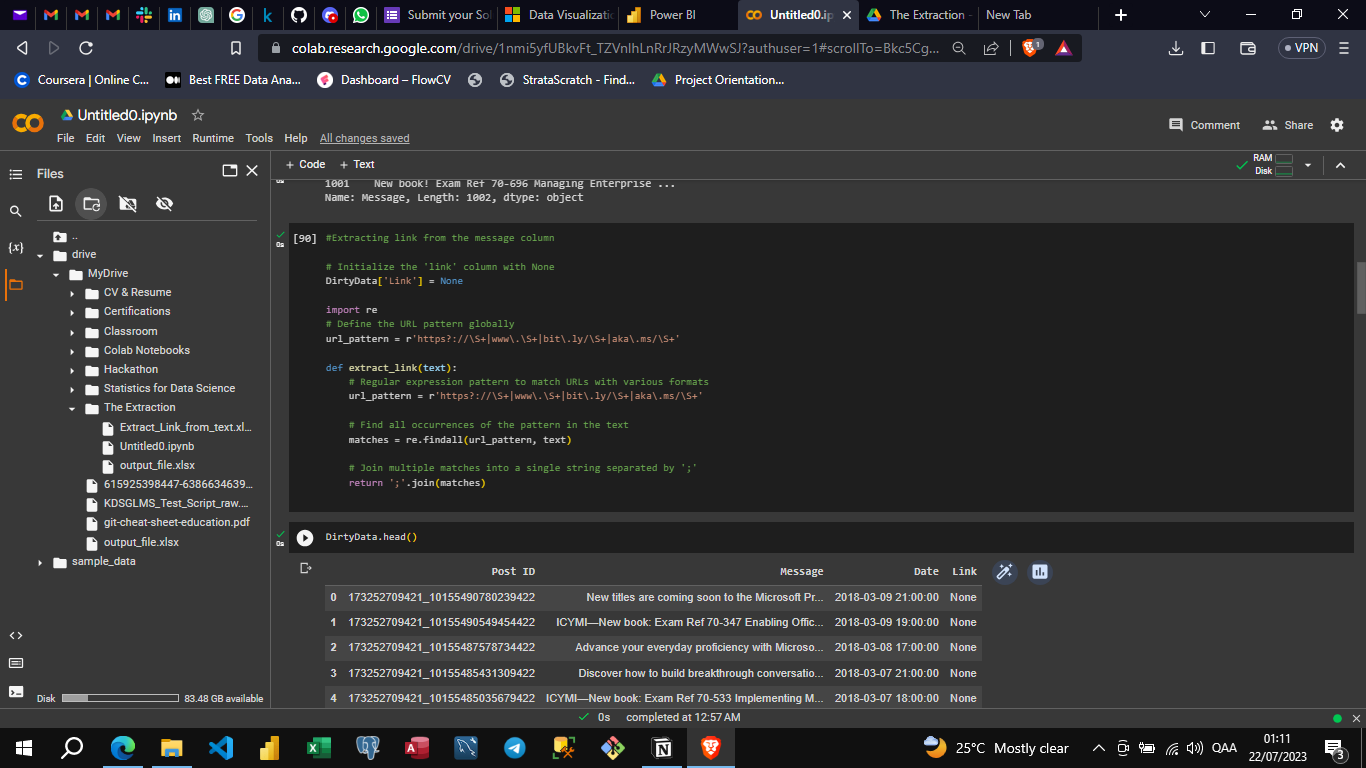 Submit your Sol
Data Visualizatio
Power BI
Untitled0.ip
The Extraction -
New Tab
colab.research.google.com/drive/1nmi5yfUBkvFt_TZVnlhLnRrJRzyMWwSJ?authuser=1#scrollTo=Bkc5Cg...
1
VPN
Coursera | Online C...
Best FREE Data Ana...
Dashboard – FlowCV
StrataScratch - Find...
Project Orientation...
Untitled0.ipynb
File Edit View Insert Runtime Tools Help All changes saved
Comment
Share
Files
+ Code + Text
RAM
Disk
..
drive
MyDrive
CV & Resume
Certifications
Classroom
Colab Notebooks
Hackathon
Statistics for Data Science
The Extraction
Extract_Link_from_text.xl...
Untitled0.ipynb
output_file.xlsx
615925398447-6386634639...
KDSGLMS_Test_Script_raw....
git-cheat-sheet-education.pdf
output_file.xlsx
sample_data
{x}
Disk 83.48 GB available
0s
1001 New book! Exam Ref 70-696 Managing Enterprise ...
Name: Message, Length: 1002, dtype: object
0s
[90] #Extracting link from the message column
# Initialize the 'link' column with None
DirtyData['Link'] = None
import re
# Define the URL pattern globally
url_pattern = r'https?://\S+|www\.\S+|bit\.ly/\S+|aka\.ms/\S+'
def extract_link(text):
# Regular expression pattern to match URLs with various formats
url_pattern = r'https?://\S+|www\.\S+|bit\.ly/\S+|aka\.ms/\S+'
# Find all occurrences of the pattern in the text
matches = re.findall(url_pattern, text)
# Join multiple matches into a single string separated by ';'
return ';'.join(matches)
0s
DirtyData.head()
Post ID Message Date Link
0 173252709421_10155490780239422 New titles are coming soon to the Microsoft Pr... 2018-03-09 21:00:00 None
1 173252709421_10155490549454422 ICYMI—New book: Exam Ref 70-347 Enabling Offic... 2018-03-09 19:00:00 None
2 173252709421_10155487578734422 Advance your everyday proficiency with Microso... 2018-03-08 17:00:00 None
3 173252709421_10155485431309422 Discover how to build breakthrough conversatio... 2018-03-07 21:00:00 None
4 173252709421_10155485035679422 ICYMI—New book: Exam Ref 70-533 Implementing M... 2018-03-07 18:00:00 None
0s completed at 12:57 AM
25°C Mostly clear
QAA
01:11
22/07/2023
3